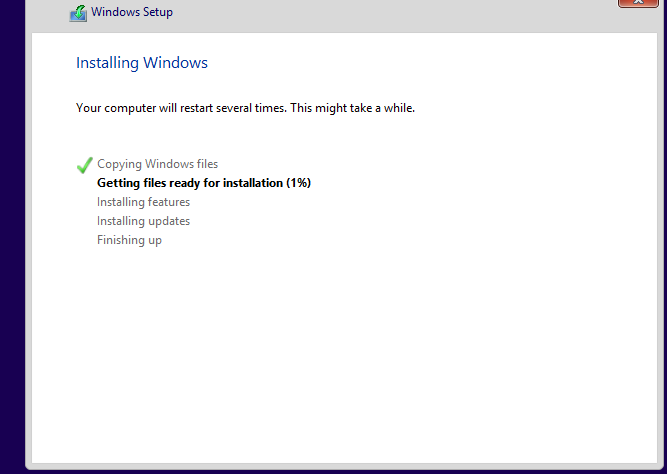 Windows Setup
Installing Windows
Your computer will restart several times. This might take a while.
Copying Windows files
Getting files ready for installation (1%)
Installing features
Installing updates
Finishing up